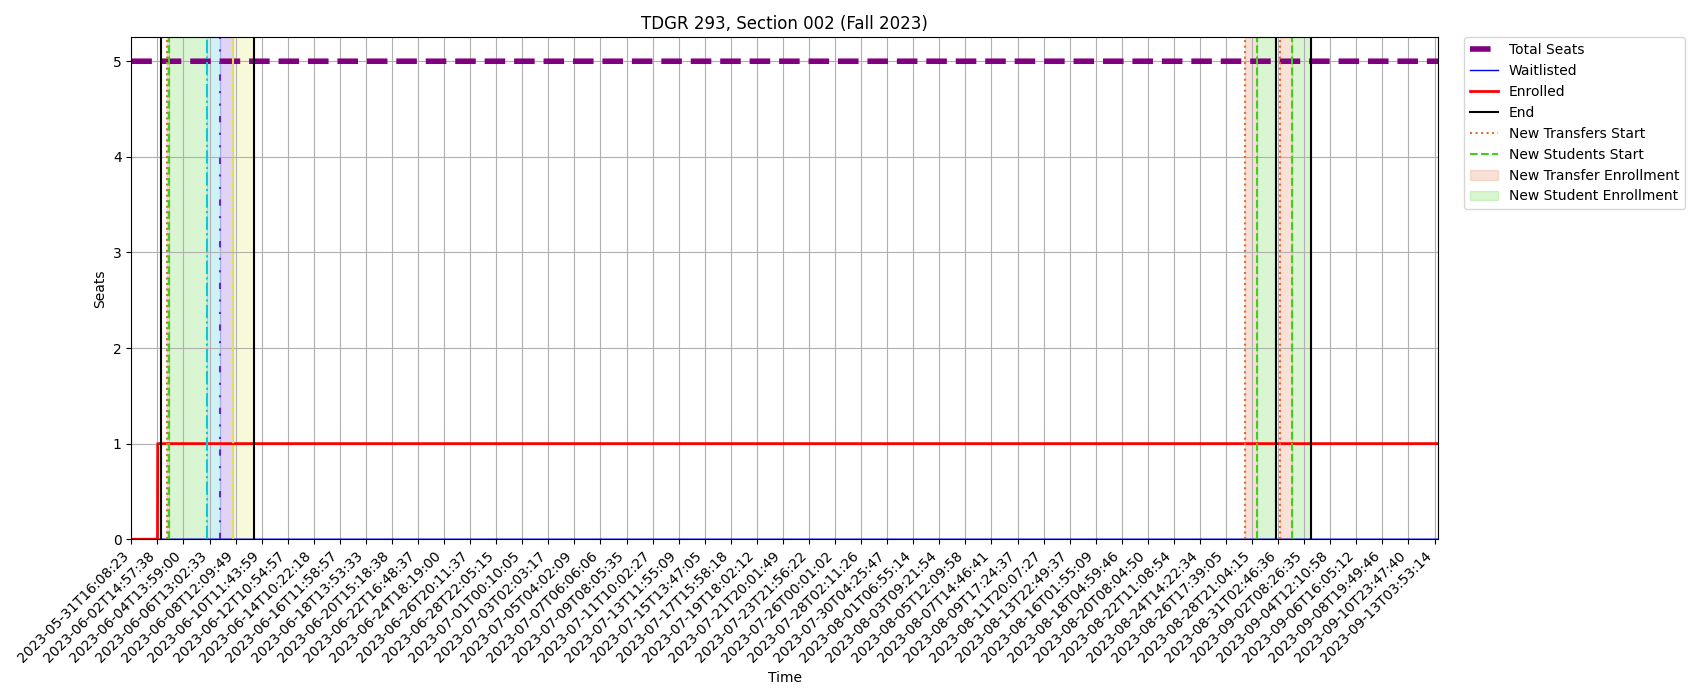 TDGR 293, Section 002 (Fall 2023)
Total Seats
Waitlisted
Enrolled
End
New Transfers Start
New Students Start
New Transfer Enrollment
New Student Enrollment
Seats
5
4
3
2
1
0
2023-05-31T16:08:23
2023-06-02T14:57:38
2023-06-04T13:59:00
2023-06-06T13:02:33
2023-06-08T12:09:49
2023-06-10T11:43:59
2023-06-12T10:54:57
2023-06-14T10:22:18
2023-06-16T11:58:57
2023-06-18T13:53:33
2023-06-20T15:18:38
2023-06-22T16:48:37
2023-06-24T18:19:00
2023-06-26T20:11:37
2023-06-28T22:05:15
2023-07-01T00:10:05
2023-07-03T02:03:17
2023-07-05T04:02:09
2023-07-07T06:06:06
2023-07-09T08:05:35
2023-07-11T10:02:27
2023-07-13T11:55:09
2023-07-15T13:47:05
2023-07-17T15:58:18
2023-07-19T18:02:12
2023-07-21T20:01:49
2023-07-23T21:56:22
2023-07-26T00:01:02
2023-07-28T02:11:26
2023-07-30T04:25:47
2023-08-01T06:55:14
2023-08-03T09:21:54
2023-08-05T12:09:58
2023-08-07T14:46:41
2023-08-09T17:24:37
2023-08-11T20:07:27
2023-08-13T22:49:37
2023-08-16T01:55:09
2023-08-18T04:59:46
2023-08-20T08:04:50
2023-08-22T11:08:54
2023-08-24T14:22:34
2023-08-26T17:39:05
2023-08-28T21:04:15
2023-08-31T02:46:36
2023-09-02T08:26:35
2023-09-04T12:10:58
2023-09-06T16:05:12
2023-09-08T19:49:46
2023-09-10T23:47:40
2023-09-13T03:53:14
Time